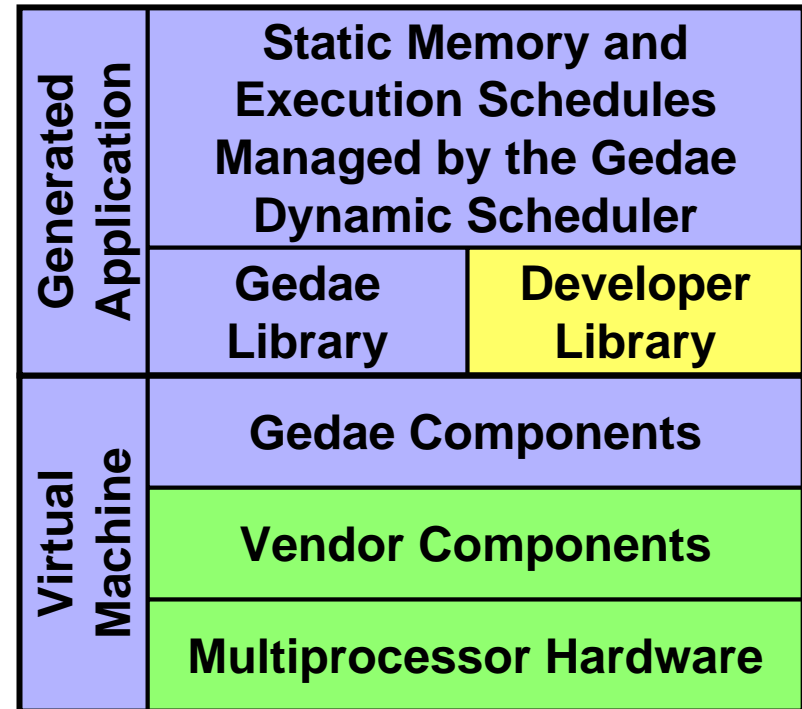 Generated
Application
Static Memory and
Execution Schedules
Managed by the Gedae
Dynamic Scheduler
Gedae
Library
Developer
Library
Virtual
Machine
Gedae Components
Vendor Components
Multiprocessor Hardware